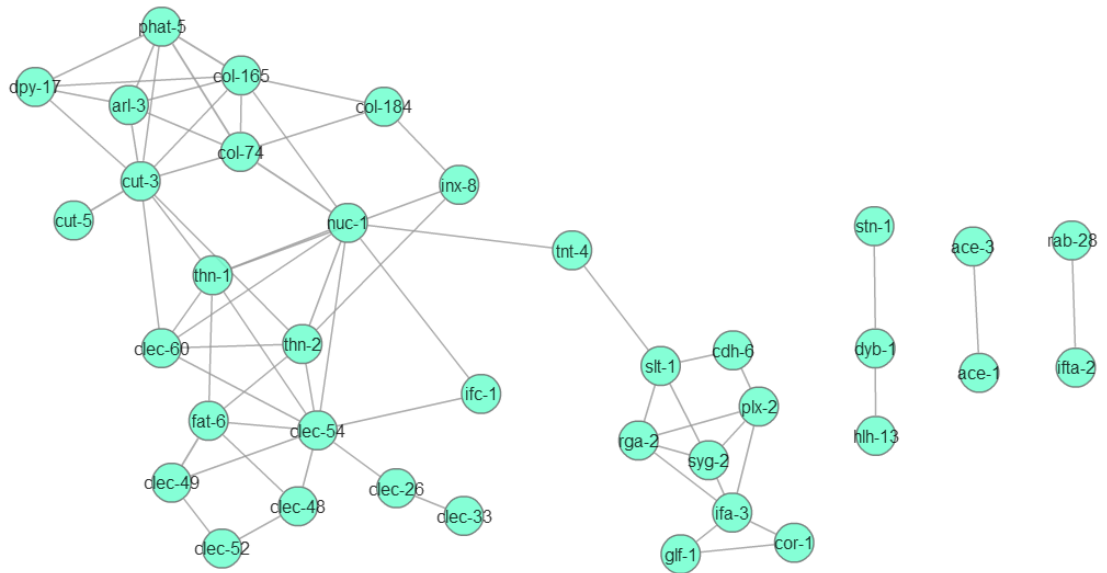 phat-5
dpy-17
col-165
arl-3
col-184
col-74
cut-3
inx-8
cut-5
nuc-1
stn-1
rab-28
ace-3
tnt-4
thn-1
clec-60
thn-2
dyb-1
cdh-6
slt-1
ifta-2
ace-1
ifc-1
plx-2
fat-6
clec-54
hlh-13
rga-2
syg-2
clec-49
clec-26
clec-48
clec-33
ifa-3
cor-1
clec-52
glf-1